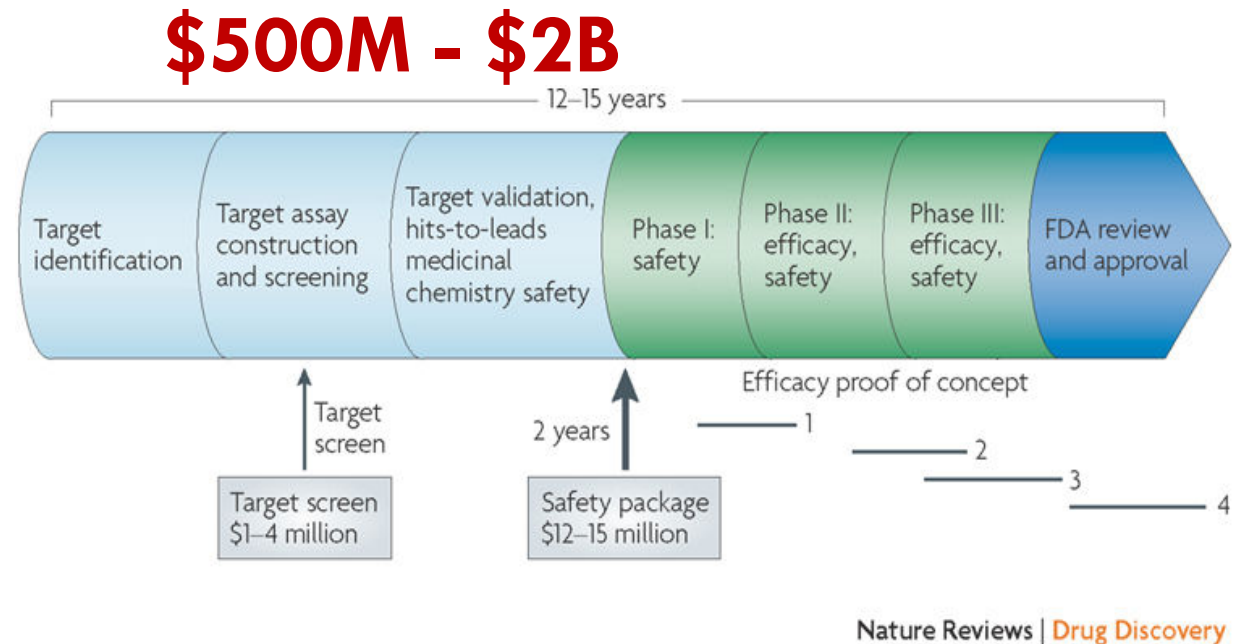 $500M - $2B
12–15 years
Target
identification
Target assay
construction
and screening
Target validation,
hits-to-leads
medicinal
chemistry safety
Phase I:
safety
Phase II:
efficacy,
safety
Phase III:
efficacy,
safety
FDA review
and approval
Target
screen
Target screen
$1–4 million
2 years
Safety package
$12–15 million
Efficacy proof of concept
1
2
3
4
Nature Reviews | Drug Discovery